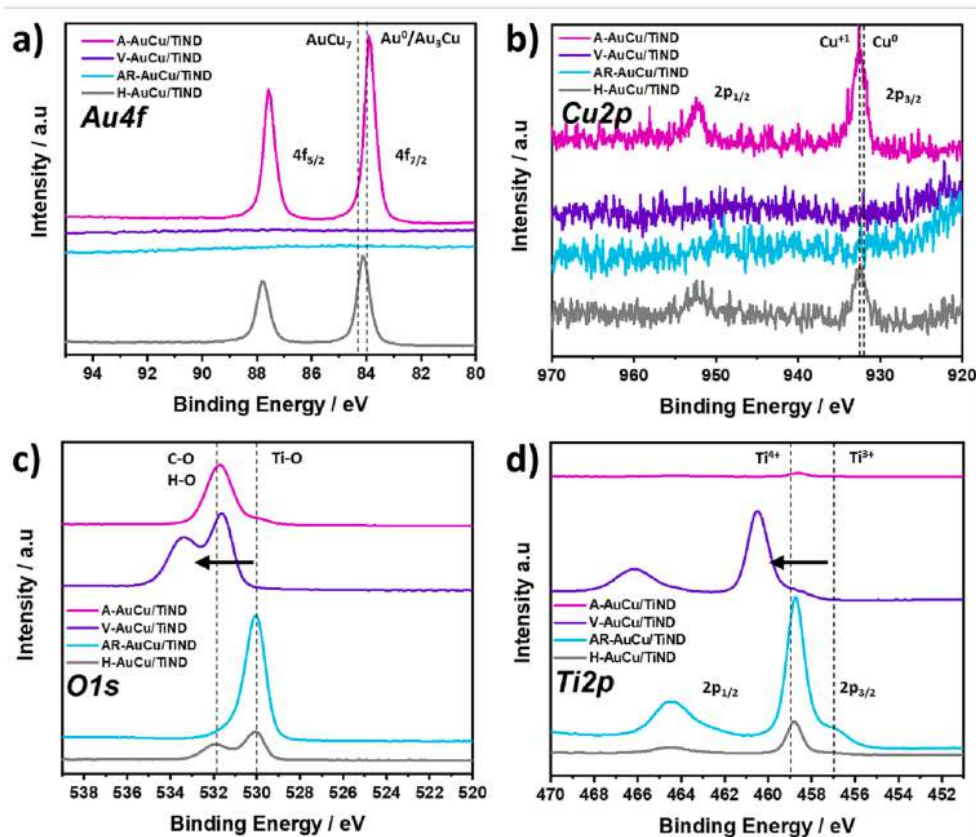 a)
A-AuCu/TiND
V-AuCu/TiND
AR-AuCu/TiND
H-AuCu/TiND
Au4f
AuCu₇
Au⁰/Au₃Cu
4f₅/₂
4f₇/₂
Intensity / a.u
94 92 90 88 86 84 82 80
Binding Energy / eV
b)
A-AuCu/TiND
V-AuCu/TiND
AR-AuCu/TiND
H-AuCu/TiND
Cu2p
Cu⁺¹
Cu⁰
2p₁/₂
2p₃/₂
Intensity / a.u
970 960 950 940 930 920
Binding Energy / eV
c)
C-O
H-O
Ti-O
A-AuCu/TiND
V-AuCu/TiND
AR-AuCu/TiND
H-AuCu/TiND
O1s
Intensity / a.u
538 536 534 532 530 528 526 524 522 520
Binding Energy / eV
d)
Ti⁴⁺
Ti³⁺
A-AuCu/TiND
V-AuCu/TiND
AR-AuCu/TiND
H-AuCu/TiND
Ti2p
2p₁/₂
2p₃/₂
Intensity / a.u
470 468 466 464 462 460 458 456 454 452
Binding Energy / eV